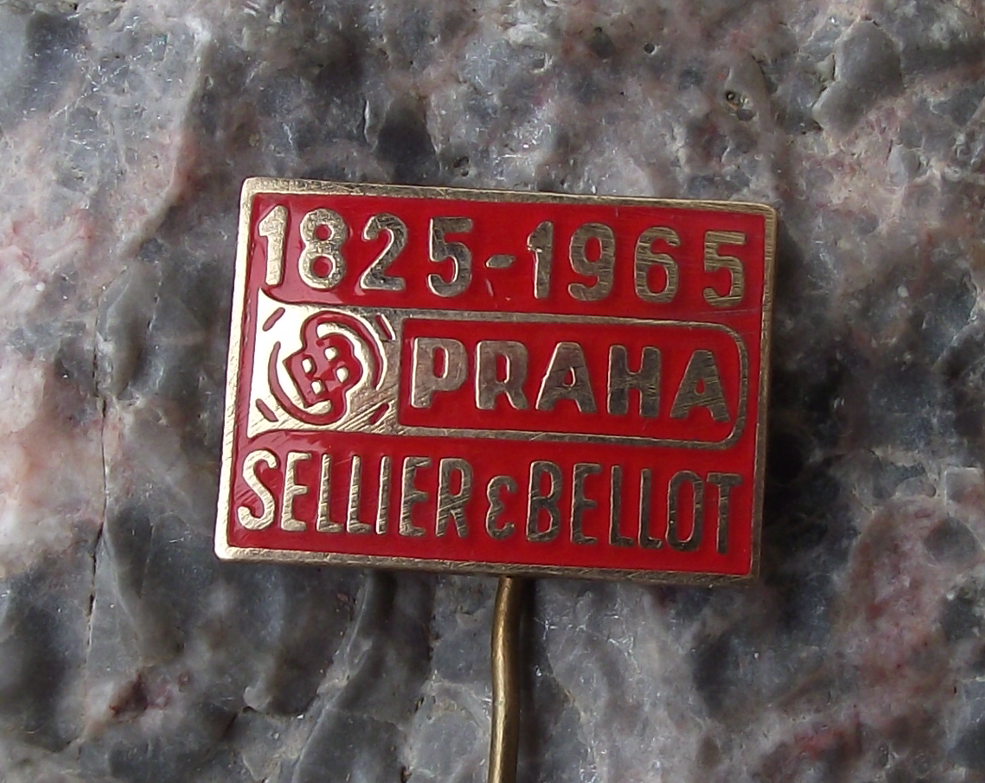 1825-1965
PRAHA
SELLIER & BELLOT